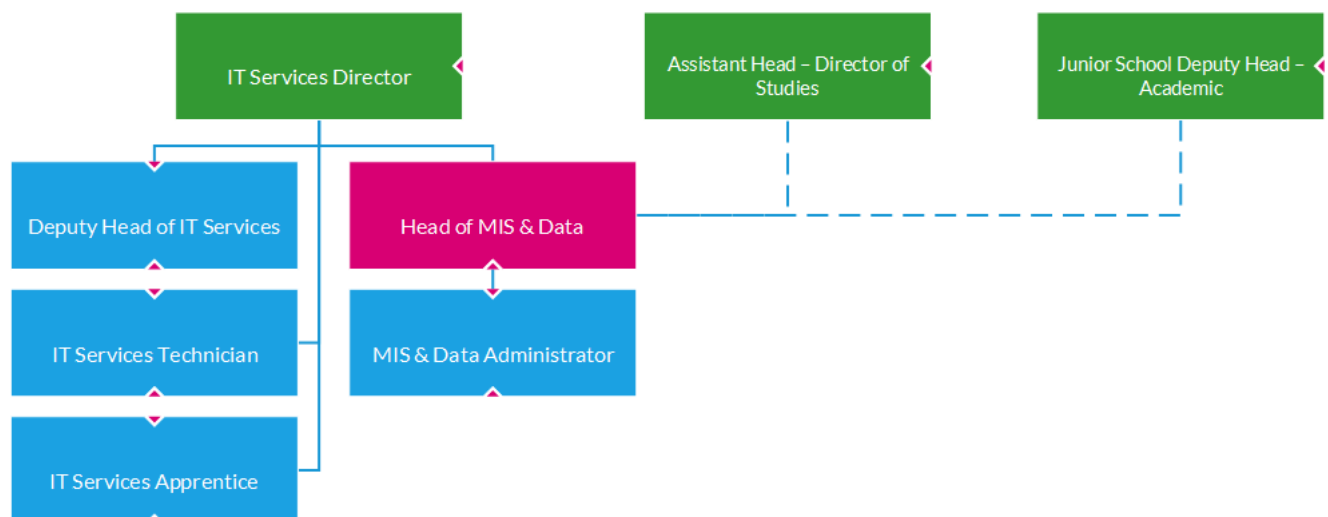 IT Services Director
Assistant Head – Director of
Studies
Junior School Deputy Head –
Academic
Deputy Head of IT Services
Head of MIS & Data
IT Services Technician
MIS & Data Administrator
IT Services Apprentice